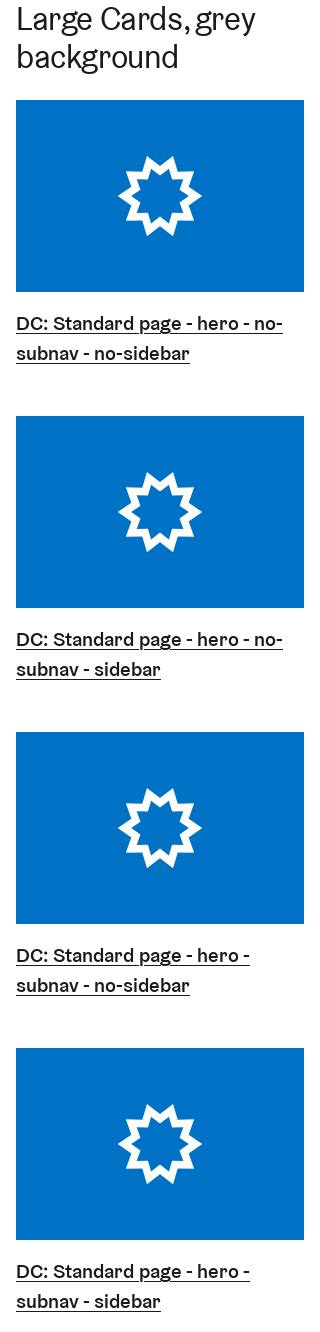 Large Cards, grey
background
DC: Standard page - hero - no-
subnav - no-sidebar
DC: Standard page - hero - no-
subnav - sidebar
DC: Standard page - hero -
subnav - no-sidebar
DC: Standard page - hero -
subnav - sidebar